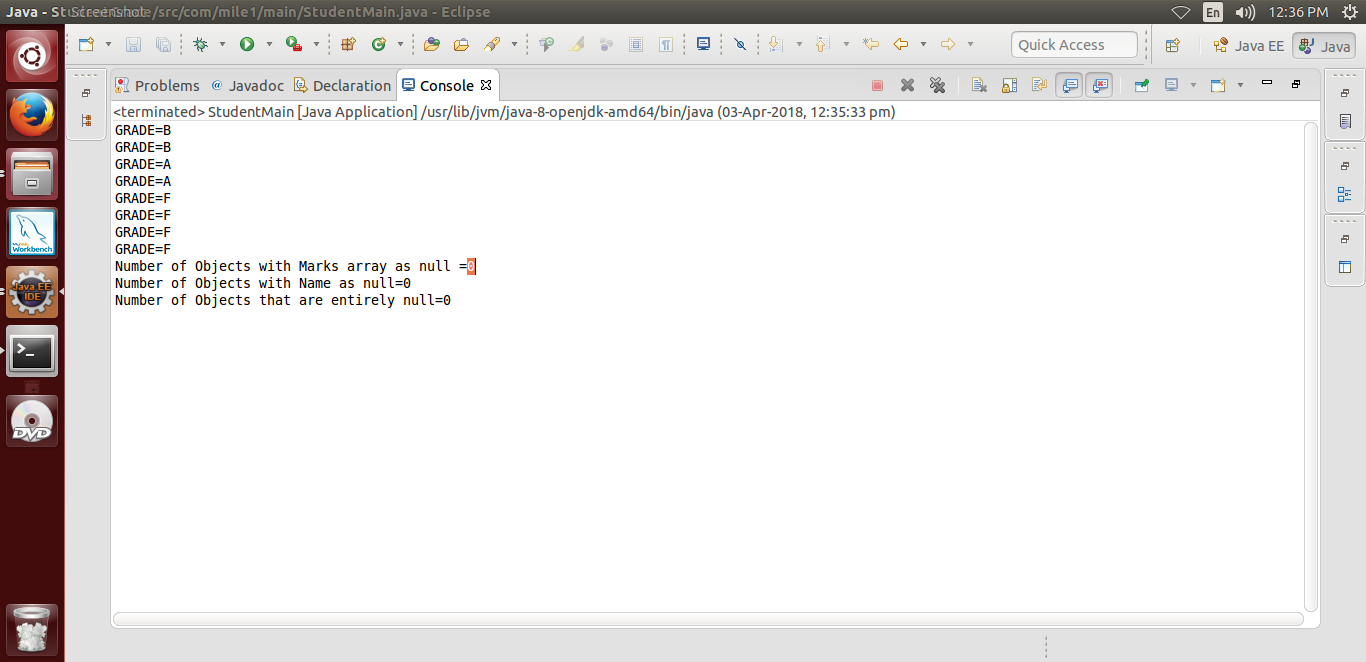 Java - StudentCode/src/com/mile1/main/StudentMain.java - Eclipse
Screenshot
En
12:36 PM
Quick Access
Java EE
Java
Problems
@ Javadoc
Declaration
Console
<terminated> StudentMain [Java Application] /usr/lib/jvm/java-8-openjdk-amd64/bin/java (03-Apr-2018, 12:35:33 pm)
GRADE=B
GRADE=B
GRADE=A
GRADE=A
GRADE=F
GRADE=F
GRADE=F
GRADE=F
Number of Objects with Marks array as null =0
Number of Objects with Name as null=0
Number of Objects that are entirely null=0
MySQL
Workbench
Java EE
IDE
>_
DVD